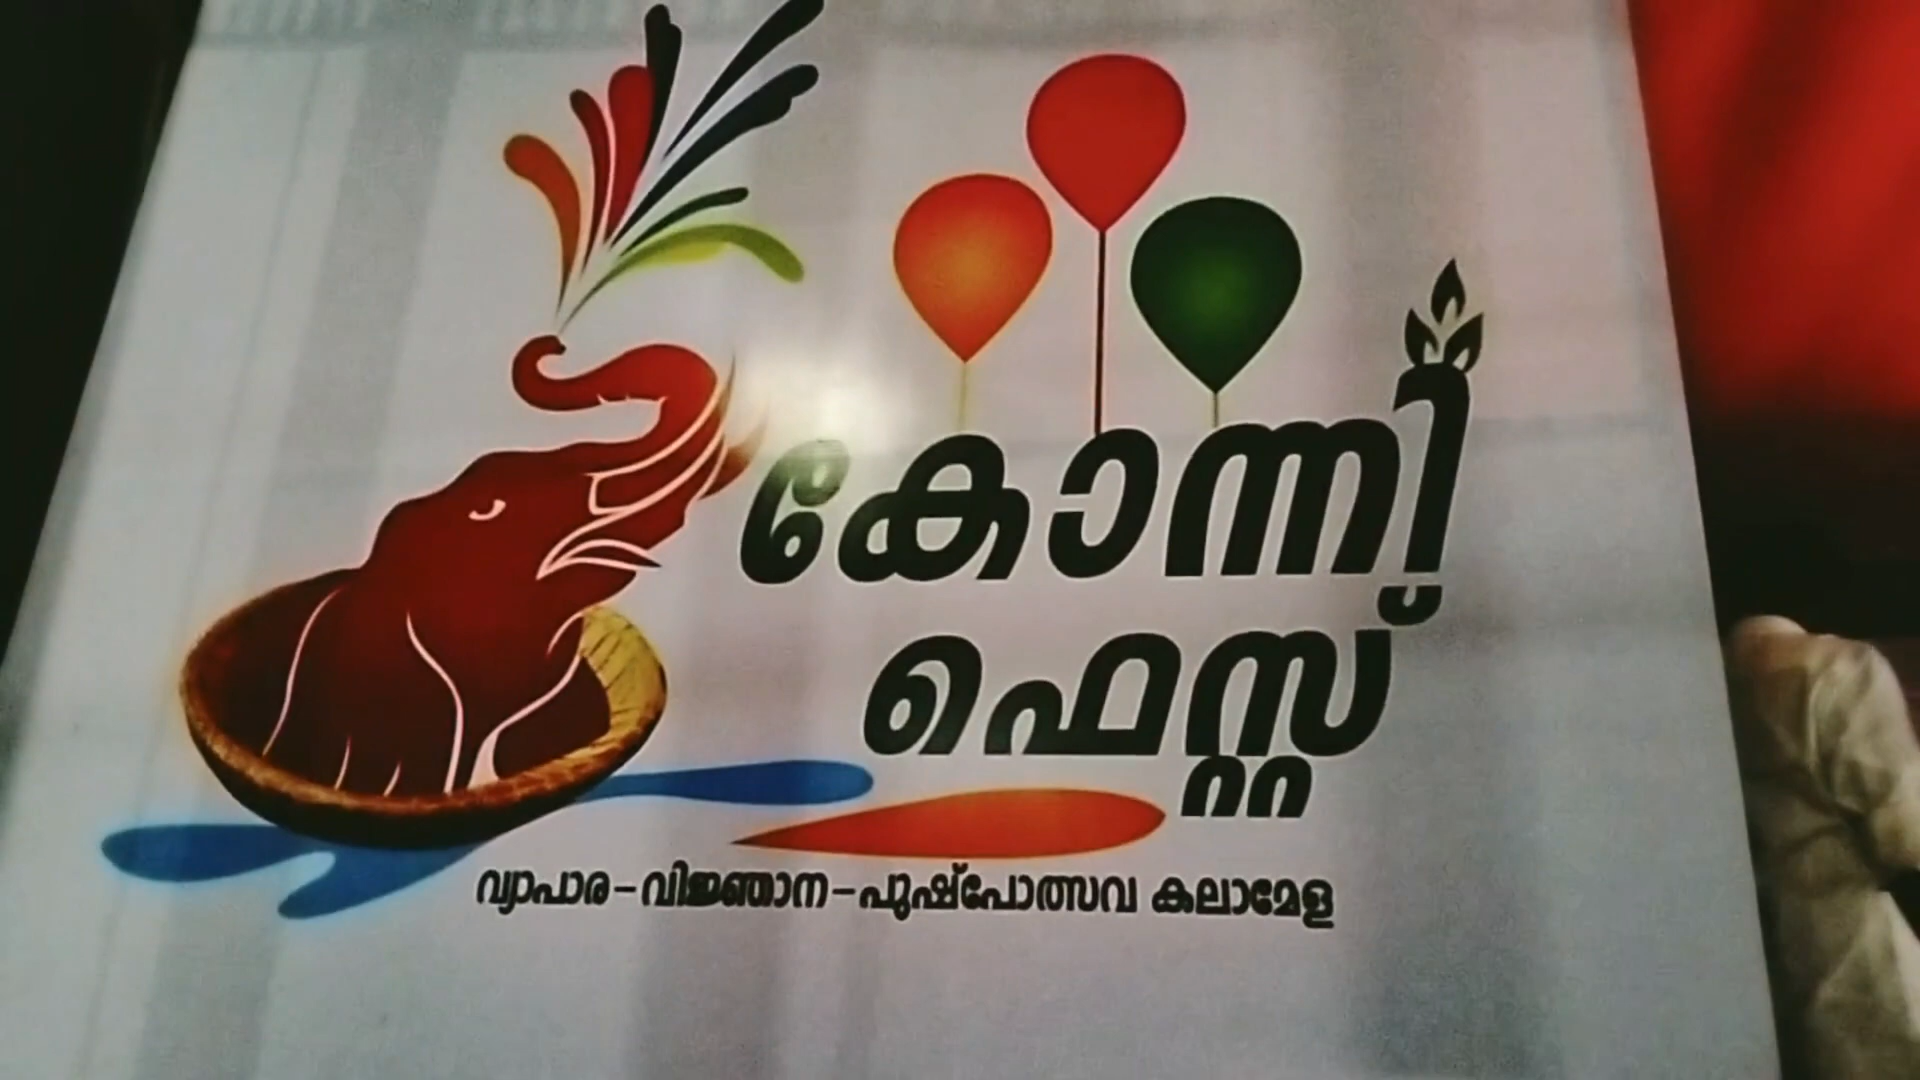 കോന്നി
ഫെസ്റ്റ്
വ്യാപാര-വിജ്ഞാന-പുഷ്പോത്സവ കലാമേള